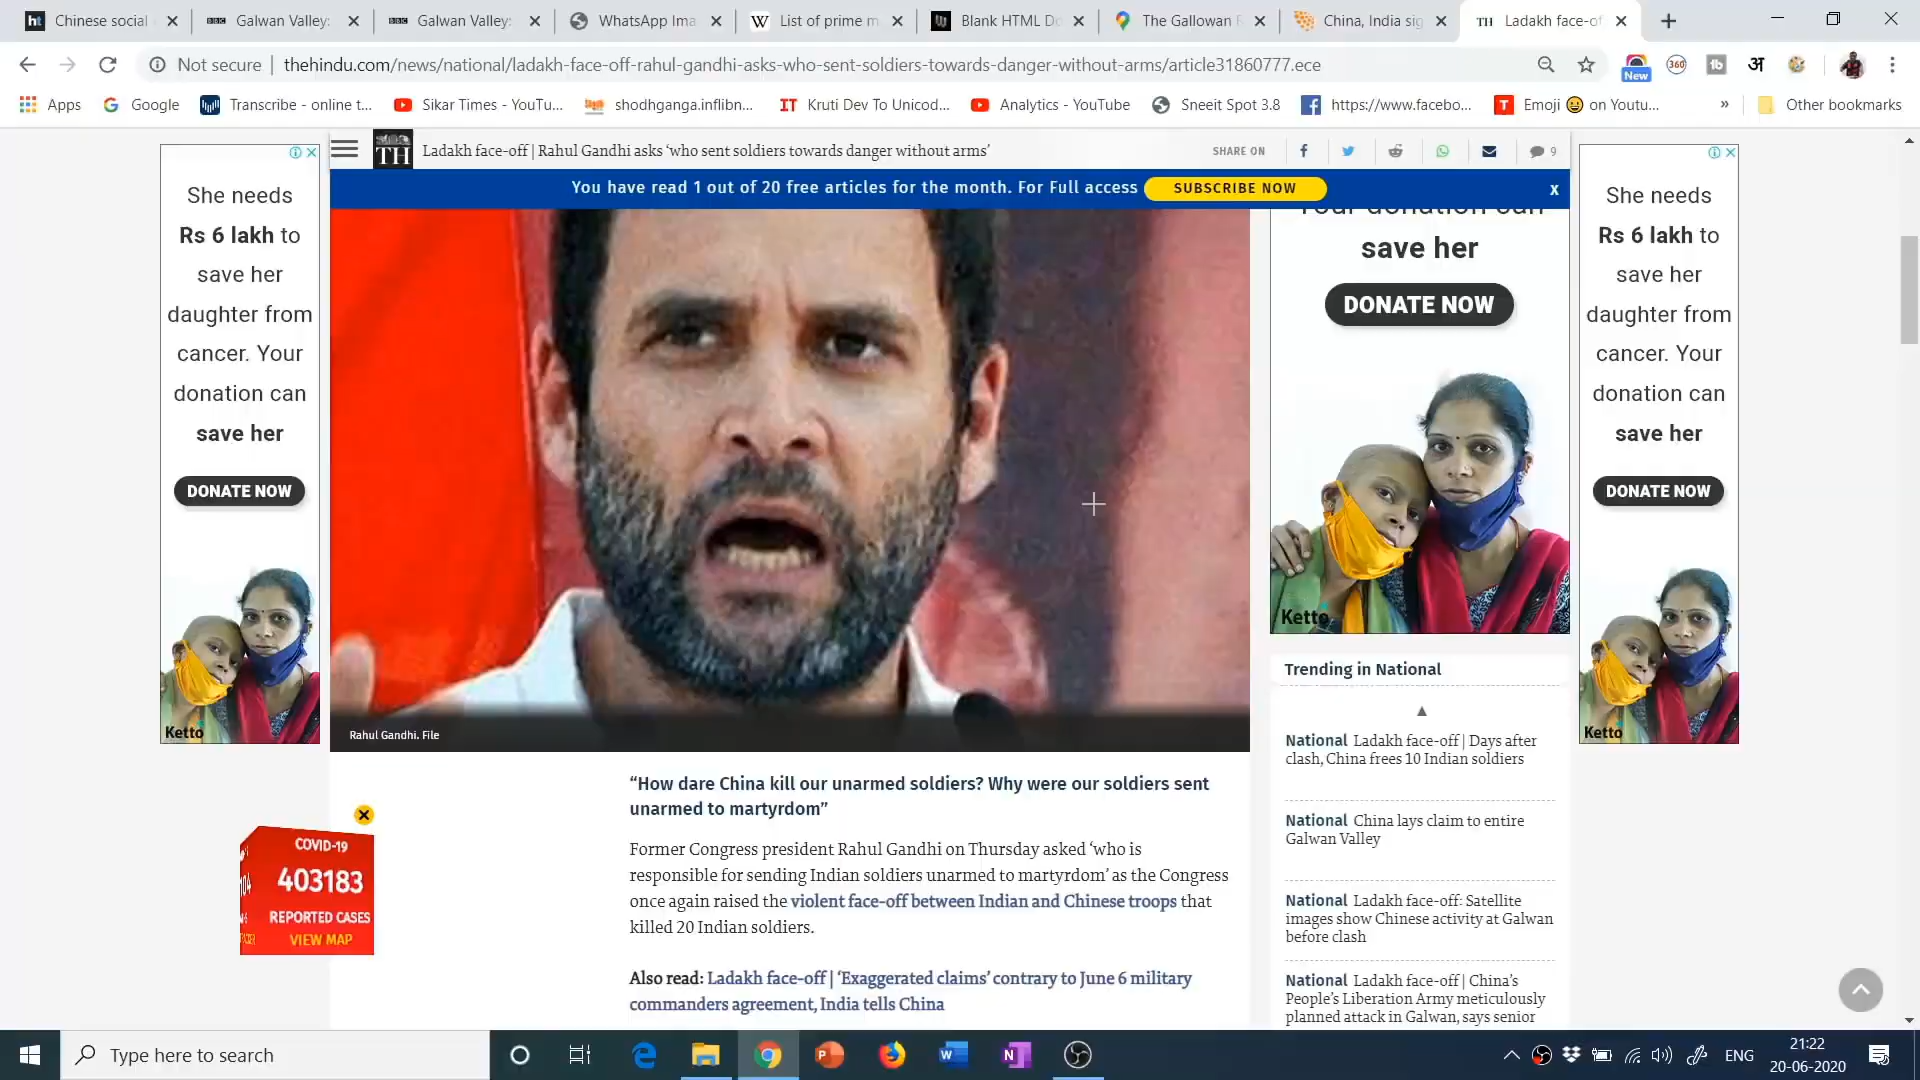 Chinese social
Galwan Valley:
Galwan Valley:
WhatsApp Ima
List of prime m
Blank HTML Do
The Gallowan R
China, India sig
Ladakh face-of
Not secure | thehindu.com/news/national/ladakh-face-off-rahul-gandhi-asks-who-sent-soldiers-towards-danger-without-arms/article31860777.ece
New
360
Apps
Google
Transcribe - online t...
Sikar Times - YouTu...
shodhganga.inflibn...
Kruti Dev To Unicod...
Analytics - YouTube
Sneeit Spot 3.8
https://www.facebo...
Emoji 😀 on Youtu...
»
Other bookmarks
TH Ladakh face-off | Rahul Gandhi asks ‘who sent soldiers towards danger without arms’
SHARE ON
9
You have read 1 out of 20 free articles for the month. For Full access SUBSCRIBE NOW x
She needs
Rs 6 lakh to
save her
daughter from
cancer. Your
donation can
save her
DONATE NOW
Ketto
Your donation can
save her
DONATE NOW
Ketto
She needs
Rs 6 lakh to
save her
daughter from
cancer. Your
donation can
save her
DONATE NOW
Ketto
Rahul Gandhi. File
“How dare China kill our unarmed soldiers? Why were our soldiers sent
unarmed to martyrdom”
Former Congress president Rahul Gandhi on Thursday asked ‘who is
responsible for sending Indian soldiers unarmed to martyrdom’ as the Congress
once again raised the violent face-off between Indian and Chinese troops that
killed 20 Indian soldiers.
Also read: Ladakh face-off | ‘Exaggerated claims’ contrary to June 6 military
commanders agreement, India tells China
COVID-19
403183
REPORTED CASES
VIEW MAP
Trending in National
National Ladakh face-off | Days after
clash, China frees 10 Indian soldiers
National China lays claim to entire
Galwan Valley
National Ladakh face-off: Satellite
images show Chinese activity at Galwan
before clash
National Ladakh face-off | China’s
People’s Liberation Army meticulously
planned attack in Galwan, says senior
Type here to search
ENG
21:22
20-06-2020